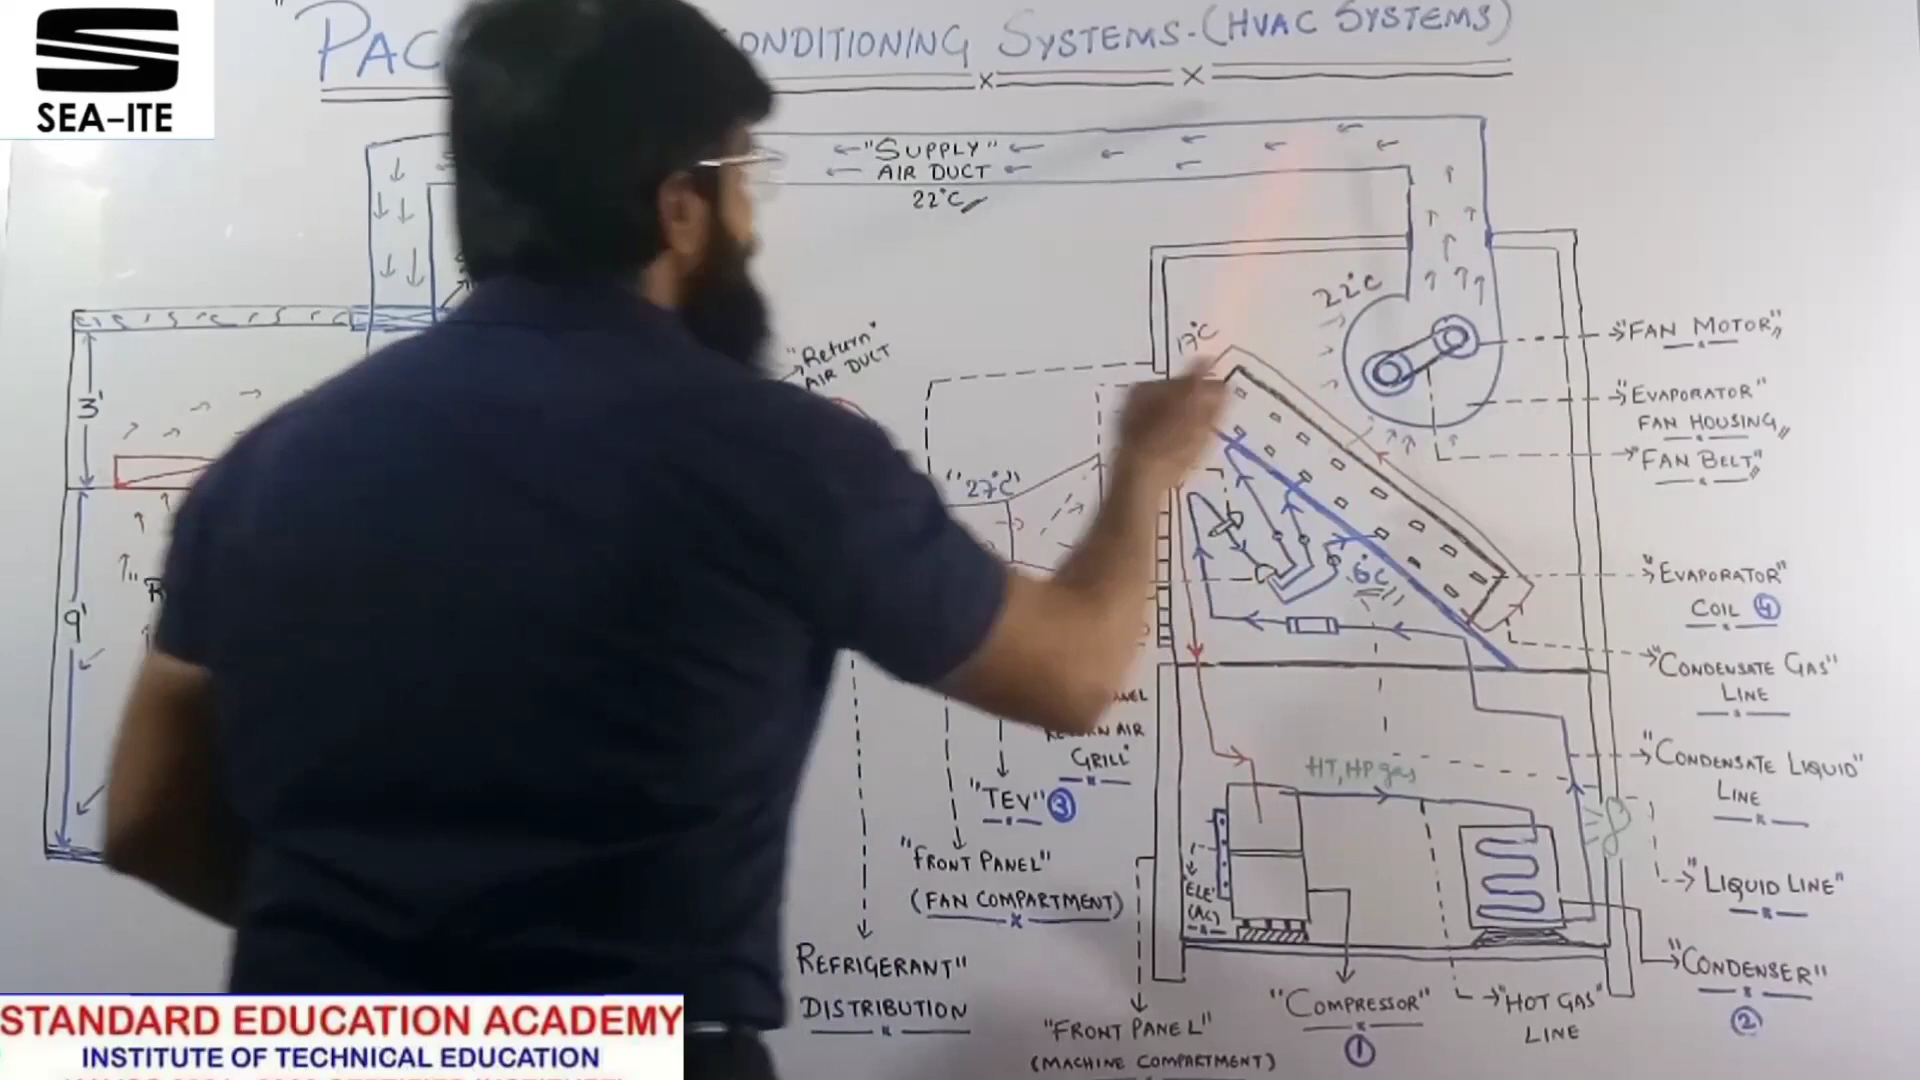 SEA-ITE
ONDITIONING SYSTEMS-(HVAC SYSTEMS)
"SUPPLY"
AIR DUCT
22°C
"Return"
AIR DUCT
3'
9'
"27°C"
17°C
22°C
6°C
"FAN MOTOR"
"EVAPORATOR"
FAN HOUSING
"FAN BELT"
"EVAPORATOR"
COIL 4
"CONDENSATE GAS"
LINE
"CONDENSATE LIQUID"
LINE
"LIQUID LINE"
"CONDENSER"
2
HT, HP gas
GRILL"
"TEV" 3
"FRONT PANEL"
(FAN COMPARTMENT)
REFRIGERANT"
DISTRIBUTION
ELE'
(AC)
"COMPRESSOR"
1
"HOT GAS"
LINE
"FRONT PANEL"
(MACHINE COMPARTMENT)
STANDARD EDUCATION ACADEMY
INSTITUTE OF TECHNICAL EDUCATION